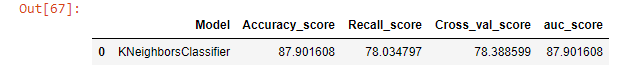 Out[67]:
Model Accuracy_score Recall_score Cross_val_score auc_score
0 KNeighborsClassifier 87.901608 78.034797 78.388599 87.901608